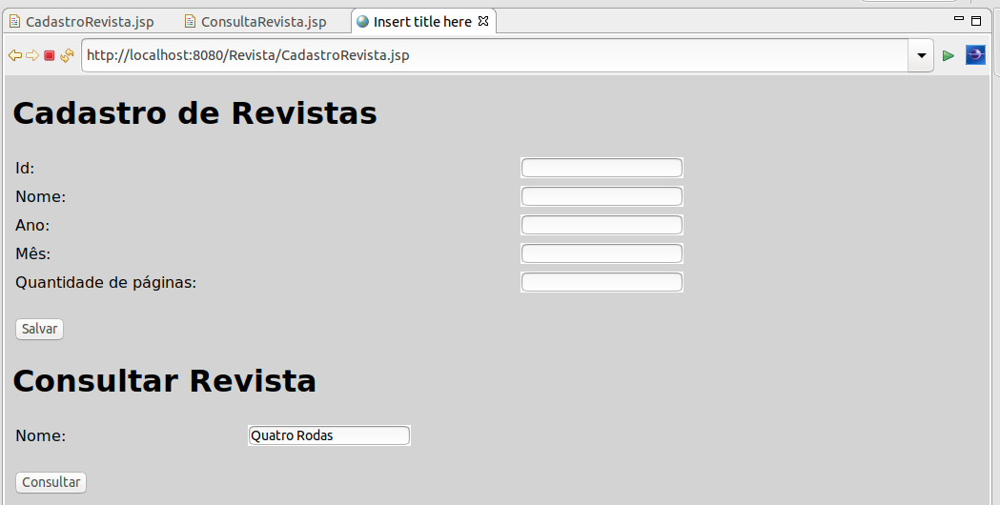 CadastroRevista.jsp ConsultaRevista.jsp Insert title here
http://localhost:8080/Revista/CadastroRevista.jsp
Cadastro de Revistas
Id:
Nome:
Ano:
Mês:
Quantidade de páginas:
Salvar
Consultar Revista
Nome: Quatro Rodas
Consultar